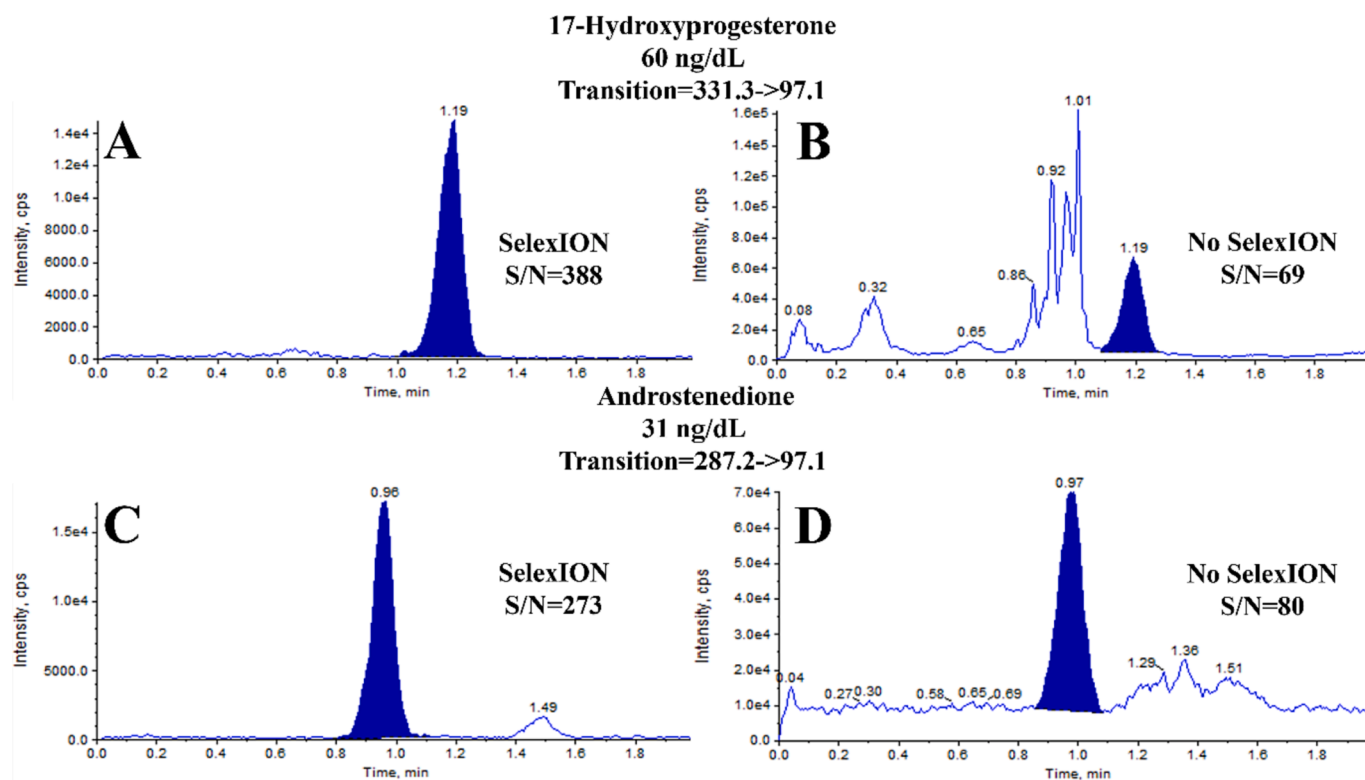 17-Hydroxyprogesterone
60 ng/dL
Transition=331.3->97.1
A
1.19
1.4e4
1.2e4
1.0e4
8000.0
6000.0
4000.0
2000.0
0.0
Intensity, cps
SelexION
S/N=388
0.0 0.2 0.4 0.6 0.8 1.0 1.2 1.4 1.6 1.8
Time, min
B
1.01
0.92
1.19
0.86
0.32
0.08
0.65
1.6e5
1.4e5
1.2e5
1.0e5
8.0e4
6.0e4
4.0e4
2.0e4
0.0
Intensity, cps
No SelexION
S/N=69
0.0 0.2 0.4 0.6 0.8 1.0 1.2 1.4 1.6 1.8
Time, min
Androstenedione
31 ng/dL
Transition=287.2->97.1
C
0.96
1.49
1.5e4
1.0e4
5000.0
0.0
Intensity, cps
SelexION
S/N=273
0.0 0.2 0.4 0.6 0.8 1.0 1.2 1.4 1.6 1.8
Time, min
D
0.97
1.36
1.29
1.51
0.04
0.27 0.30
0.58 0.65 0.69
7.0e4
6.0e4
5.0e4
4.0e4
3.0e4
2.0e4
1.0e4
0.0
Intensity, cps
No SelexION
S/N=80
0.0 0.2 0.4 0.6 0.8 1.0 1.2 1.4 1.6 1.8
Time, min